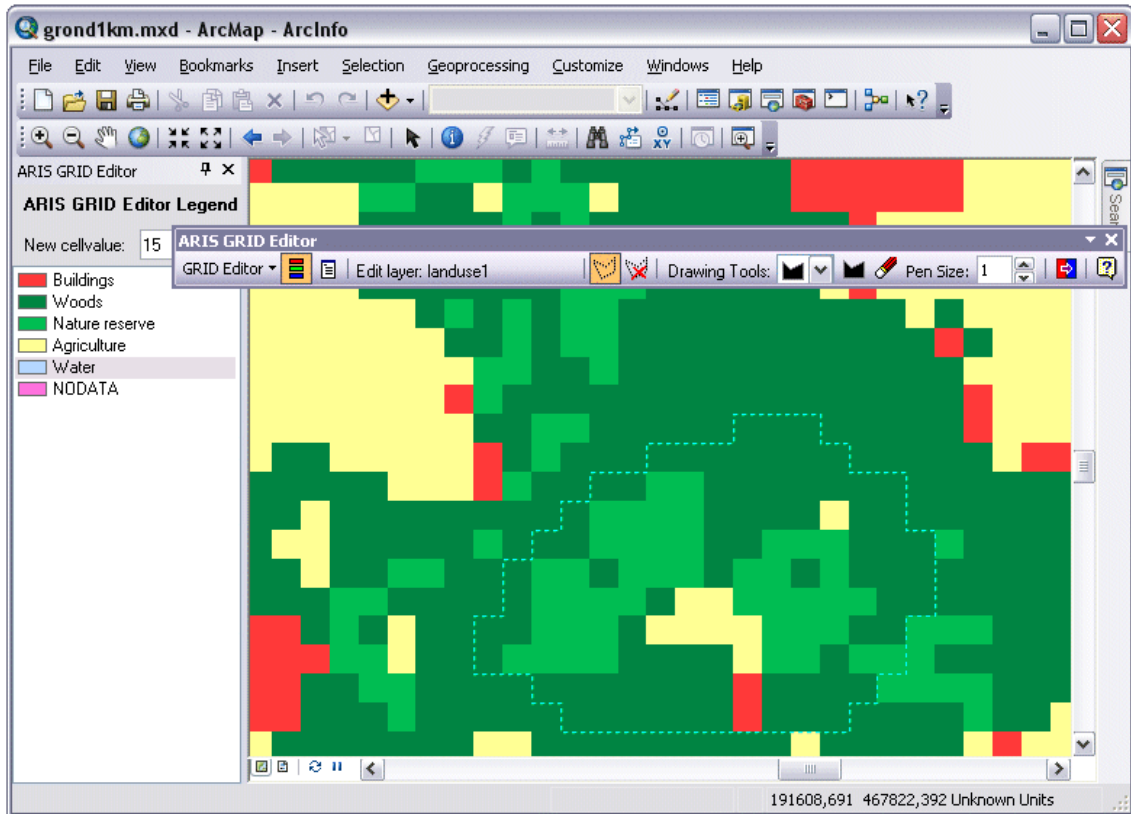 grond1km.mxd - ArcMap - ArcInfo
File Edit View Bookmarks Insert Selection Geoprocessing Customize Windows Help
XY
ARIS GRID Editor
ARIS GRID Editor Legend
New cellvalue: 15
ARIS GRID Editor
GRID Editor Edit layer: landuse1 Drawing Tools: Pen Size: 1
Buildings
Woods
Nature reserve
Agriculture
Water
NODATA
Sear
191608,691 467822,392 Unknown Units